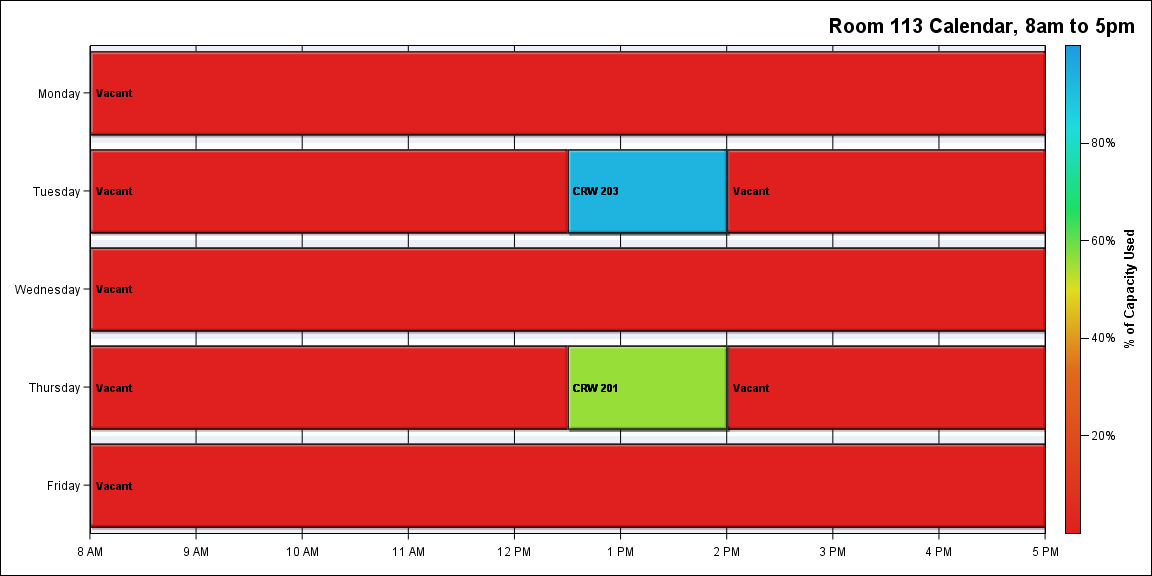 Room 113 Calendar, 8am to 5pm
Monday
Vacant
Tuesday
Vacant
CRW 203
Vacant
Wednesday
Vacant
Thursday
Vacant
CRW 201
Vacant
Friday
Vacant
8 AM
9 AM
10 AM
11 AM
12 PM
1 PM
2 PM
3 PM
4 PM
5 PM
80%
60%
40%
20%
% of Capacity Used